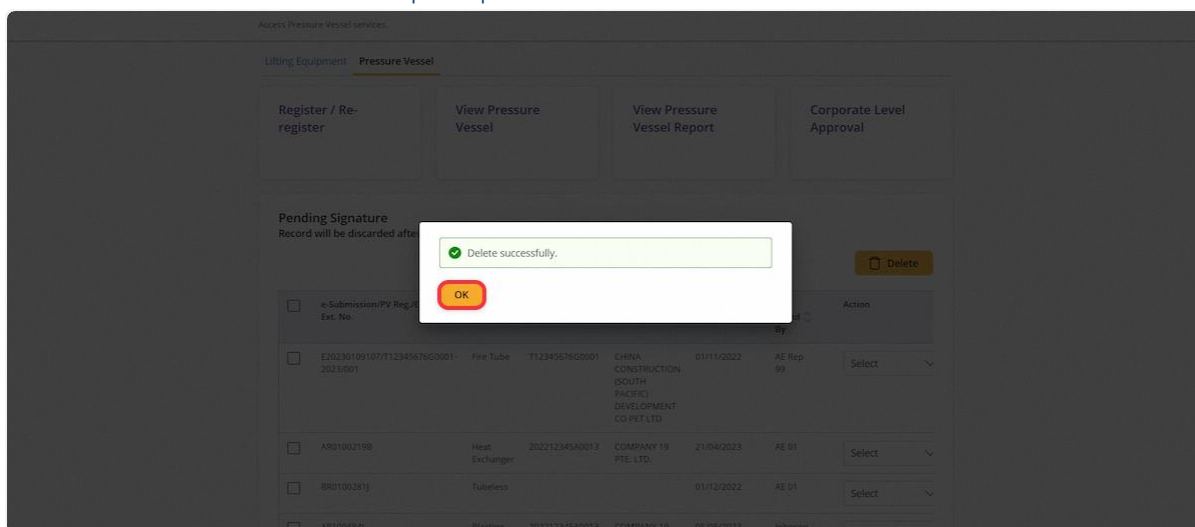 Access Pressure Vessel services.
Lifting Equipment Pressure Vessel
Register / Re-
register
View Pressure
Vessel
View Pressure
Vessel Report
Corporate Level
Approval
Pending Signature
Record will be discarded after
Delete successfully.
OK
Delete
e-Submission/PV Reg./
Ext. No.
By
Action
E20230109107/T12345676G0001-
2023/001
Fire Tube
T12345676G0001
CHINA
CONSTRUCTION
(SOUTH
PACIFIC)
DEVELOPMENT
CO PET LTD
01/11/2022
AE Rep
99
Select
AR0100219B
Heat
Exchanger
202212345A0013
COMPANY 19
PTE. LTD.
21/04/2023
AE 01
Select
BR0100281J
Tubeless
01/12/2022
AE 01
Select